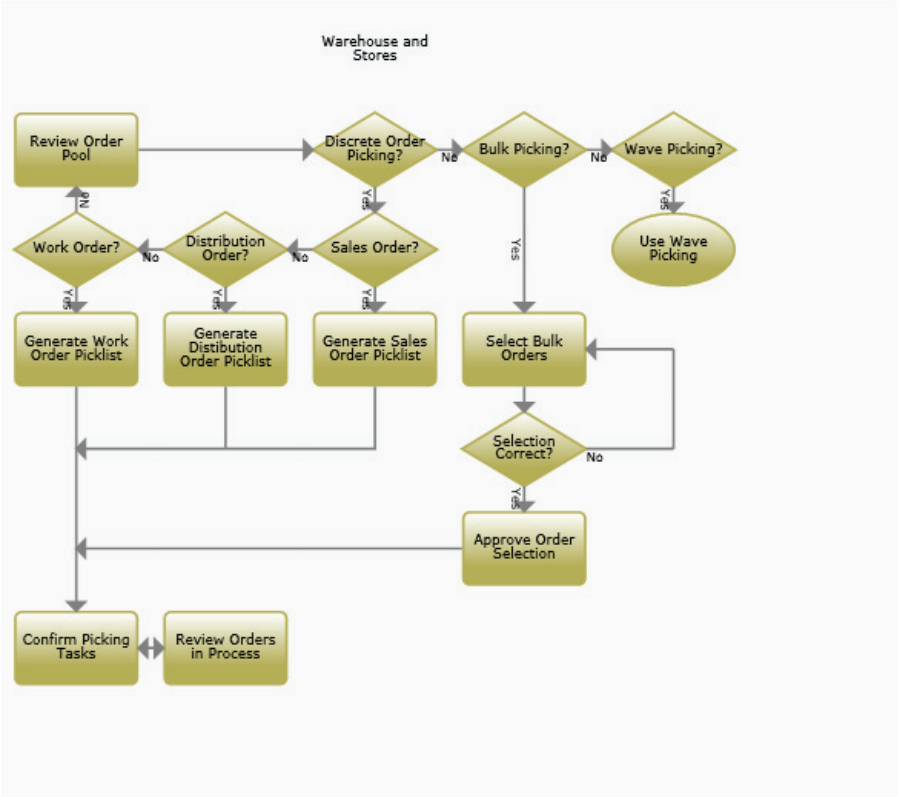 Warehouse and
Stores
Review Order
Pool
Discrete Order
Picking?
No
Bulk Picking?
No
Wave Picking?
No
Yes
Yes
Work Order?
No
Distribution
Order?
No
Sales Order?
Yes
Use Wave
Picking
Yes
Yes
Yes
Generate Work
Order Picklist
Generate
Distibution
Order Picklist
Generate Sales
Order Picklist
Select Bulk
Orders
Selection
Correct?
No
Yes
Approve Order
Selection
Confirm Picking
Tasks
Review Orders
in Process